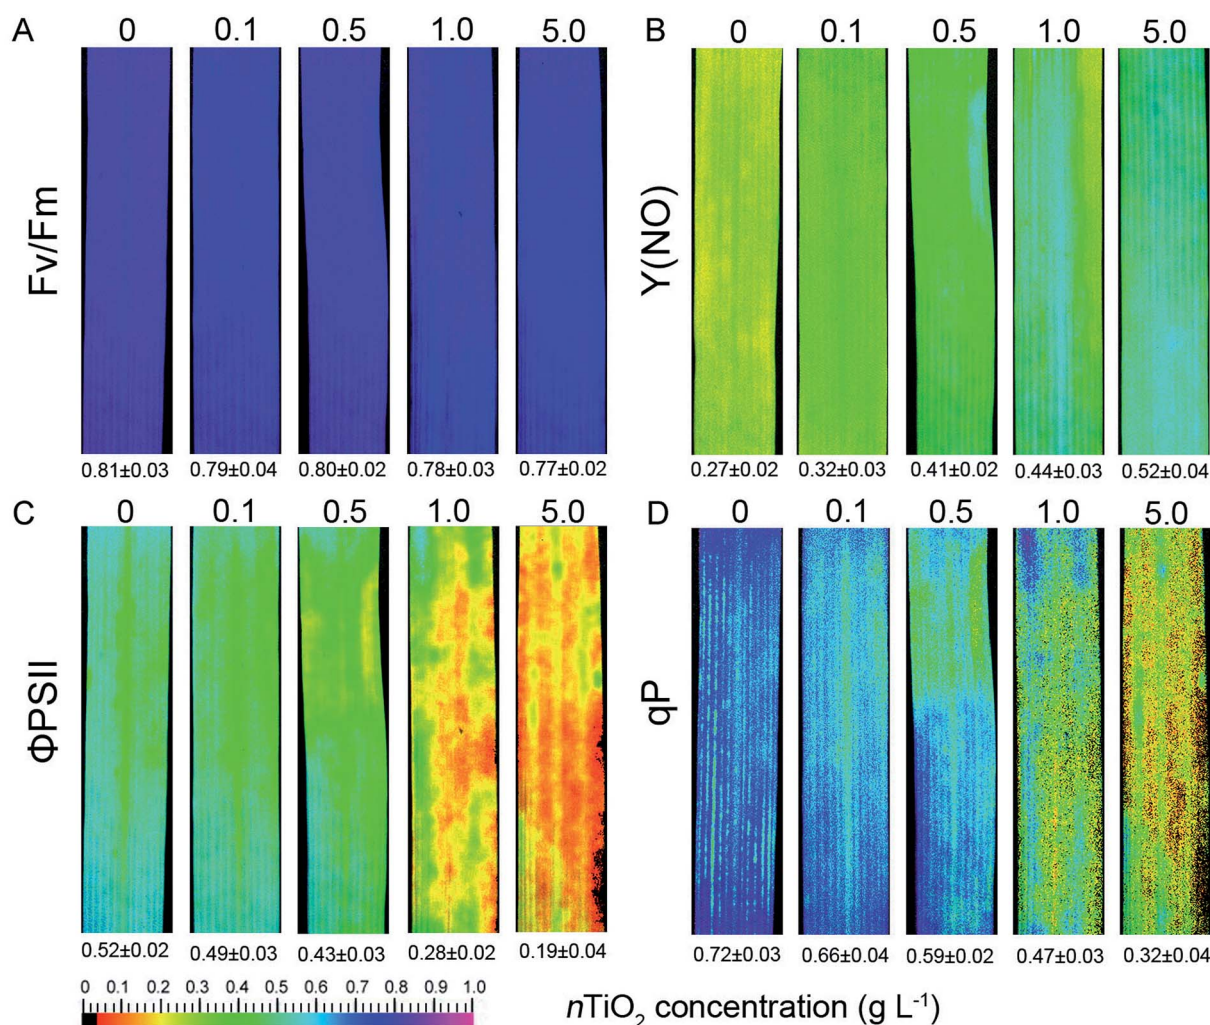 A 0 0.1 0.5 1.0 5.0
Fv/Fm
0.81±0.03 0.79±0.04 0.80±0.02 0.78±0.03 0.77±0.02
B 0 0.1 0.5 1.0 5.0
Y(NO)
0.27±0.02 0.32±0.03 0.41±0.02 0.44±0.03 0.52±0.04
C 0 0.1 0.5 1.0 5.0
ΦPSII
0.52±0.02 0.49±0.03 0.43±0.03 0.28±0.02 0.19±0.04
D 0 0.1 0.5 1.0 5.0
qP
0.72±0.03 0.66±0.04 0.59±0.02 0.47±0.03 0.32±0.04
0 0.1 0.2 0.3 0.4 0.5 0.6 0.7 0.8 0.9 1.0
nTiO₂ concentration (g L⁻¹)